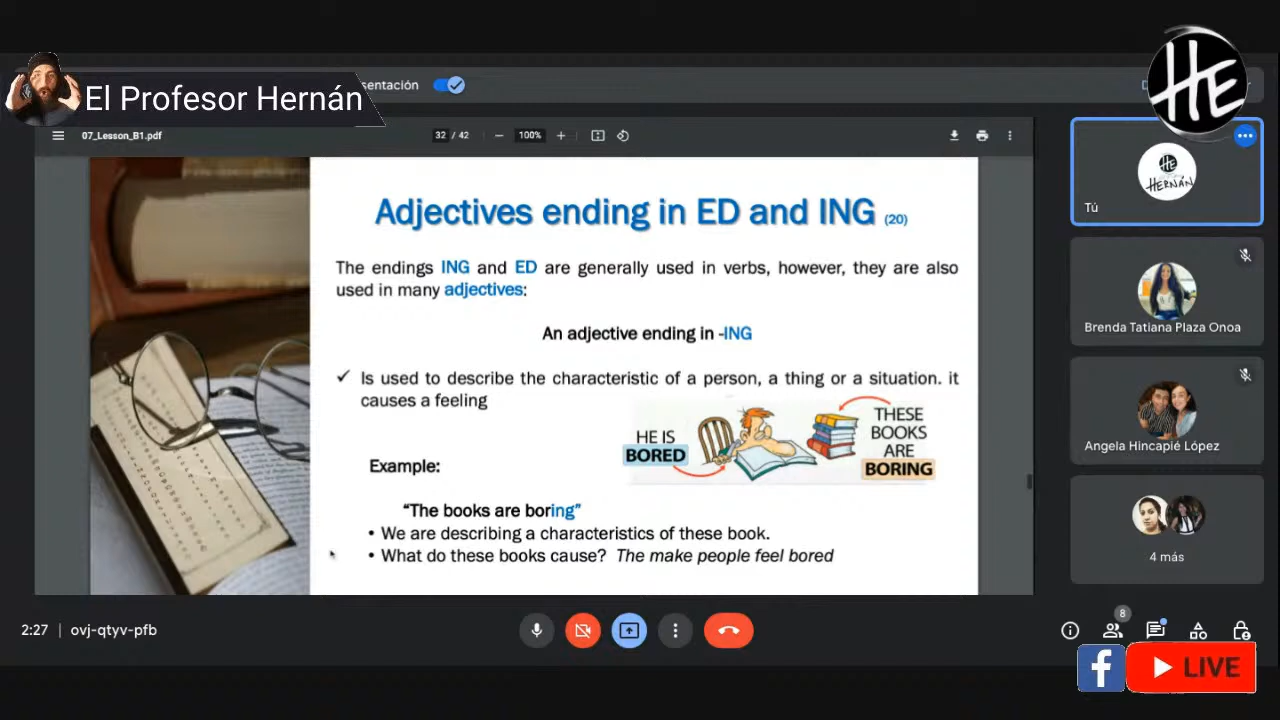 El Profesor Hernán
sentación
HE
07_Lesson_B1.pdf
32 / 42
100%
Adjectives ending in ED and ING (20)
The endings ING and ED are generally used in verbs, however, they are also
used in many adjectives:
An adjective ending in -ING
✓ Is used to describe the characteristic of a person, a thing or a situation. it
causes a feeling
HE IS
BORED
THESE
BOOKS
ARE
BORING
Example:
“The books are boring”
• We are describing a characteristics of these book.
• What do these books cause? The make people feel bored
HE
HERNÁN
Tú
Brenda Tatiana Plaza Onoa
Angela Hincapié López
4 más
2:27 | ovj-qtyv-pfb
8
f
LIVE